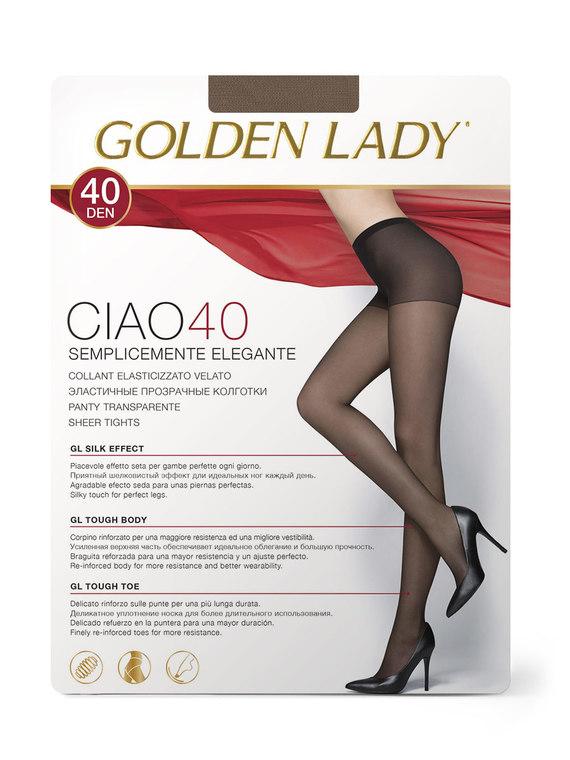 GOLDEN LADY
40
DEN
CIAO40
SEMPLICEMENTE ELEGANTE
COLLANT ELASTICIZZATO VELATO
ЭЛАСТИЧНЫЕ ПРОЗРАЧНЫЕ КОЛГОТКИ
PANTY TRANSPARENTE
SHEER TIGHTS
GL SILK EFFECT
Piacevole effetto seta per gambe perfette ogni giorno.
Приятный шелковистый эффект для идеальных ног каждый день.
Agradable efecto seda para unas piernas perfectas.
Silky touch for perfect legs.
GL TOUGH BODY
Corpino rinforzato per una maggiore resistenza ed una migliore vestibilità.
Усиленная верхняя часть обеспечивает идеальное облегание и большую прочность.
Braguita reforzada para una mayor resistencia y un ajuste perfecto.
Re-inforced body for more resistance and better wearability.
GL TOUGH TOE
Delicato rinforzo sulle punte per una più lunga durata.
Деликатное уплотнение носка для более длительного использования.
Delicado refuerzo en la puntera para una mayor duración.
Finely re-inforced toes for more resistance.